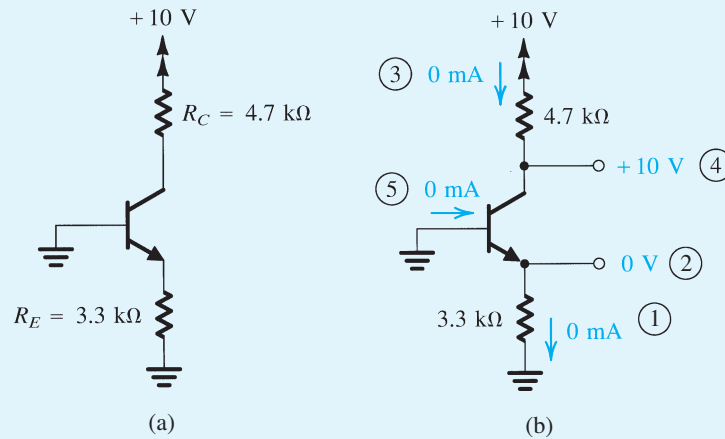 +10 V
R_C = 4.7 kΩ
R_E = 3.3 kΩ
(a)
+10 V
③ 0 mA
4.7 kΩ
+10 V ④
⑤ 0 mA
0 V ②
3.3 kΩ
①
0 mA
(b)